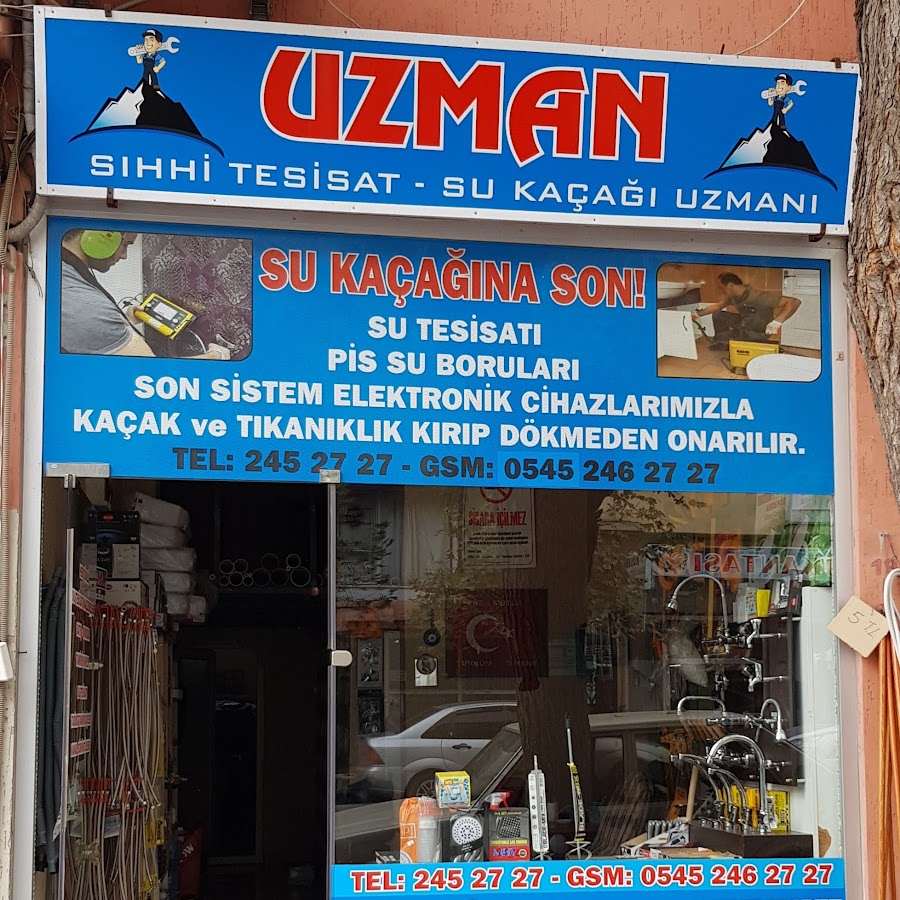 UZMAN
SIHHİ TESİSAT - SU KAÇAĞI UZMANI
SU KAÇAĞINA SON!
SU TESİSATI
PİS SU BORULARI
SON SİSTEM ELEKTRONİK CİHAZLARIMIZLA
KAÇAK ve TIKANIKLIK KIRIP DÖKMEDEN ONARILIR.
TEL: 245 27 27 - GSM: 0545 246 27 27
SİGARA İÇİLMEZ
5 TL
TEL: 245 27 27 - GSM: 0545 246 27 27